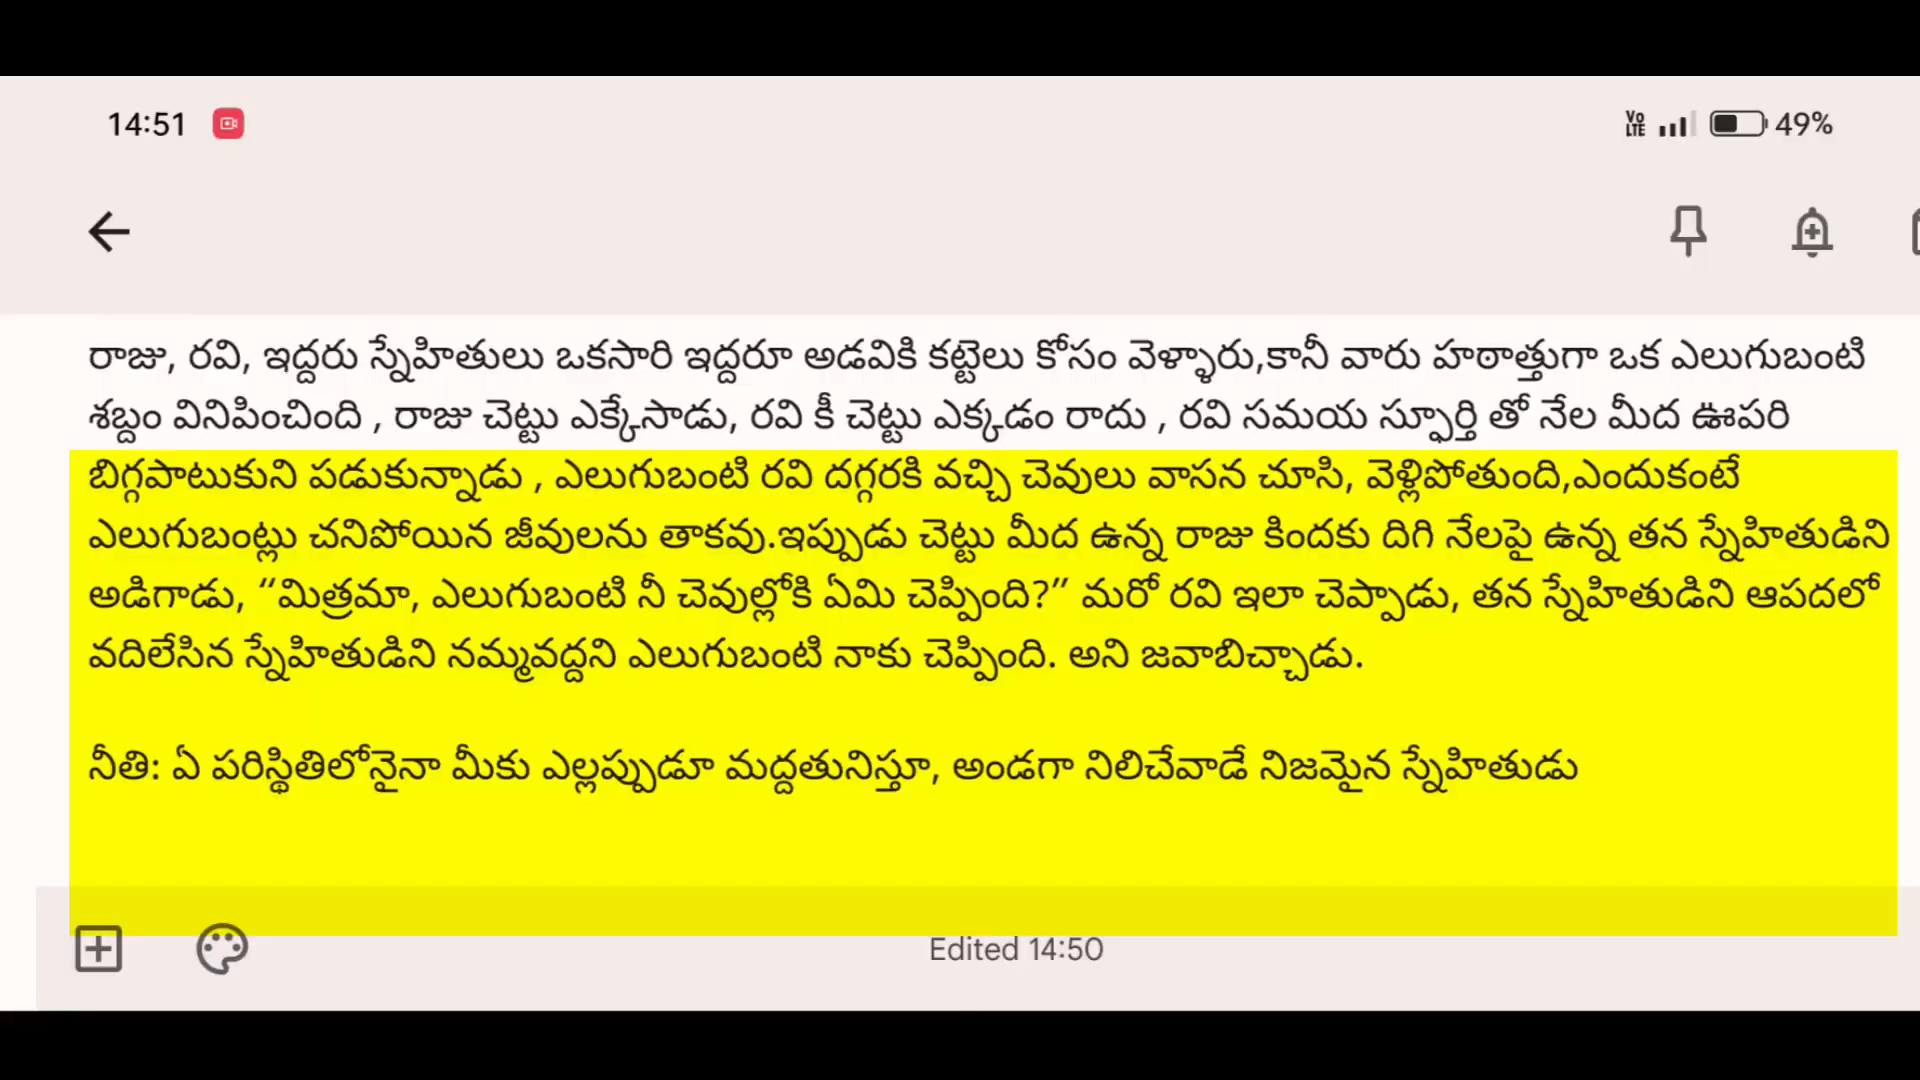 14:51
Vo LTE 49%
రాజు, రవి, ఇద్దరు స్నేహితులు ఒకసారి ఇద్దరూ అడవికి కట్టెలు కోసం వెళ్ళారు,కానీ వారు హఠాత్తుగా ఒక ఎలుగుబంటి
శబ్దం వినిపించింది , రాజు చెట్టు ఎక్కేసాడు, రవి కీ చెట్టు ఎక్కడం రాదు , రవి సమయ స్ఫూర్తి తో నేల మీద ఊపరి
బిగ్గపాటుకుని పడుకున్నాడు , ఎలుగుబంటి రవి దగ్గరకి వచ్చి చెవులు వాసన చూసి, వెళ్లిపోతుంది,ఎందుకంటే
ఎలుగుబంట్లు చనిపోయిన జీవులను తాకవు.ఇప్పుడు చెట్టు మీద ఉన్న రాజు కిందకు దిగి నేలపై ఉన్న తన స్నేహితుడిని
అడిగాడు, “మిత్రమా, ఎలుగుబంటి నీ చెవుల్లోకి ఏమి చెప్పింది?” మరో రవి ఇలా చెప్పాడు, తన స్నేహితుడిని ఆపదలో
వదిలేసిన స్నేహితుడిని నమ్మవద్దని ఎలుగుబంటి నాకు చెప్పింది. అని జవాబిచ్చాడు.
నీతి: ఏ పరిస్థితిలోనైనా మీకు ఎల్లప్పుడూ మద్దతునిస్తూ, అండగా నిలిచేవాడే నిజమైన స్నేహితుడు
Edited 14:50